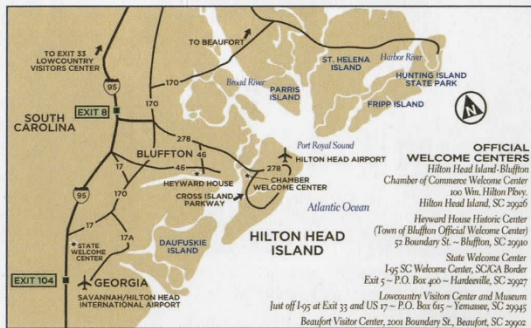 TO EXIT 33
LOWCOUNTRY
VISITORS CENTER
TO BEAUFORT
ST. HELENA
ISLAND
Harbor River
HUNTING ISLAND
STATE PARK
95
170
Broad River
PARRIS
ISLAND
FRIPP ISLAND
N
SOUTH
CAROLINA
EXIT 8
170
278
Port Royal Sound
HILTON HEAD AIRPORT
BLUFFTON
46
17
46
278
CHAMBER
WELCOME CENTER
HEYWARD HOUSE
CROSS ISLAND
PARKWAY
95
170
Atlantic Ocean
17
17A
STATE
WELCOME
CENTER
DAUFUSKIE
ISLAND
HILTON HEAD
ISLAND
EXIT 104
GEORGIA
SAVANNAH/HILTON HEAD
INTERNATIONAL AIRPORT
OFFICIAL
WELCOME CENTERS
Hilton Head Island-Bluffton
Chamber of Commerce Welcome Center
100 Wm. Hilton Pkwy.
Hilton Head Island, SC 29926
Heyward House Historic Center
(Town of Bluffton Official Welcome Center)
52 Boundary St. ~ Bluffton, SC 29910
State Welcome Center
I-95 SC Welcome Center, SC/GA Border
Exit 5 ~ P.O. Box 400 ~ Hardeeville, SC 29927
Lowcountry Visitors Center and Museum
Just off I-95 at Exit 33 and US 17 ~ P.O. Box 615 ~ Yemassee, SC 29945
Beaufort Visitor Center, 2001 Boundary St., Beaufort, SC 29902